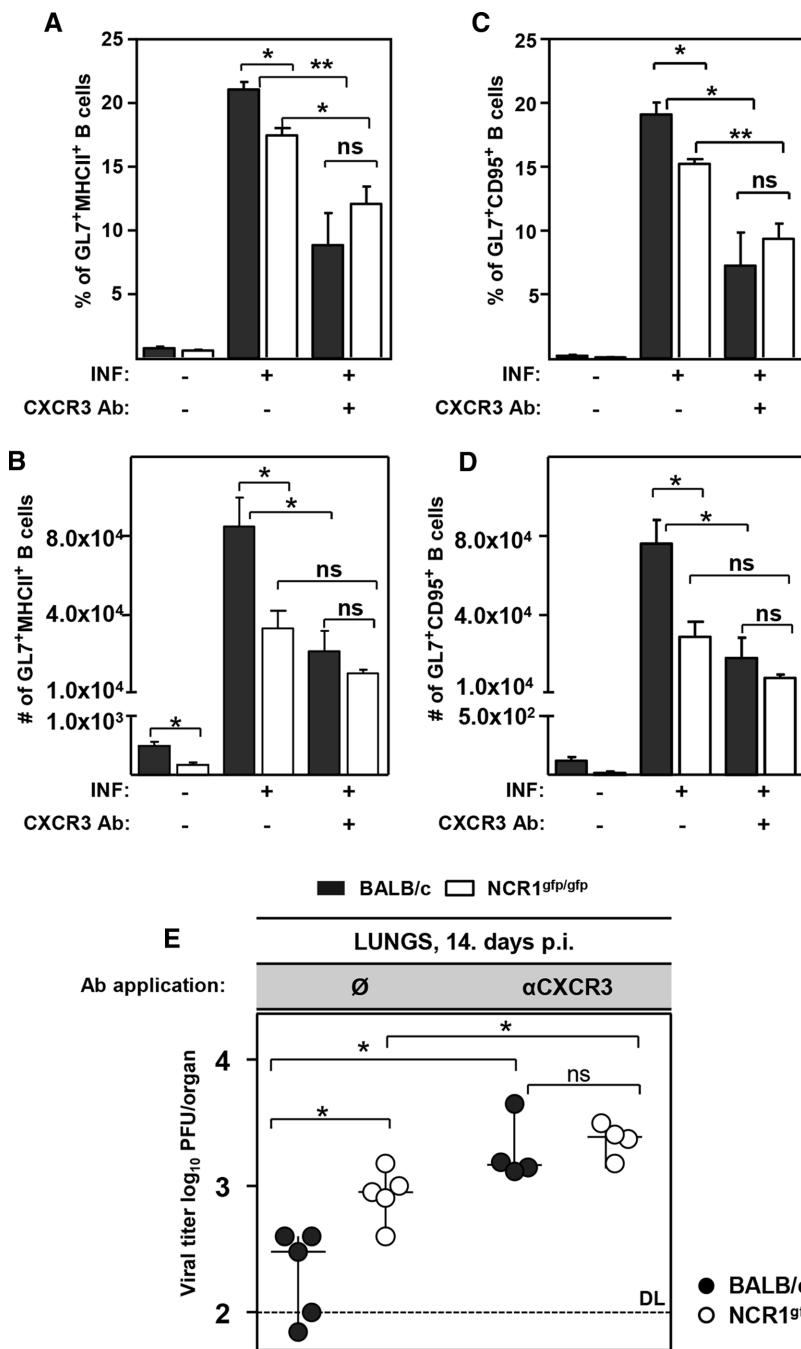 A
% of GL7+MHCII+ B cells
25
20
15
10
5
*
**
*
ns
INF: - + +
CXCR3 Ab: - - +
C
% of GL7+CD95+ B cells
25
20
15
10
5
*
*
**
ns
INF: - + +
CXCR3 Ab: - - +
B
# of GL7+MHCII+ B cells
8.0x10⁴
4.0x10⁴
1.0x10⁴
1.0x10³
*
*
ns
ns
*
INF: - + +
CXCR3 Ab: - - +
D
# of GL7+CD95+ B cells
8.0x10⁴
4.0x10⁴
1.0x10⁴
5.0x10²
*
*
ns
ns
INF: - + +
CXCR3 Ab: - - +
BALB/c NCR1gfp/gfp
E
LUNGS, 14. days p.i.
Ab application: Ø αCXCR3
Viral titer log₁₀ PFU/organ
4
3
2
*
*
ns
*
DL
BALB/
NCR1